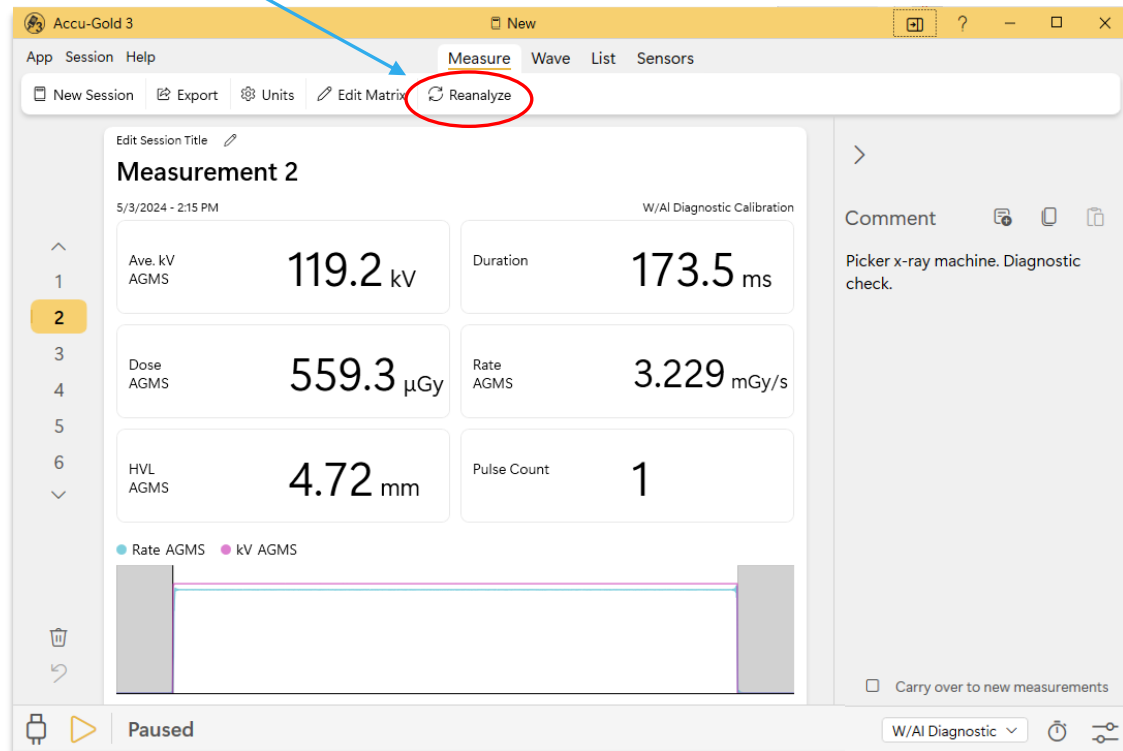 Accu-Gold 3
New
?
App Session Help
Measure Wave List Sensors
New Session Export Units Edit Matrix Reanalyze
Edit Session Title
Measurement 2
5/3/2024 - 2:15 PM
W/Al Diagnostic Calibration
Ave. kV
AGMS
119.2 kV
Duration
173.5 ms
Dose
AGMS
559.3 µGy
Rate
AGMS
3.229 mGy/s
HVL
AGMS
4.72 mm
Pulse Count
1
Rate AGMS kV AGMS
1
2
3
4
5
6
Comment
Picker x-ray machine. Diagnostic
check.
Carry over to new measurements
Paused
W/Al Diagnostic